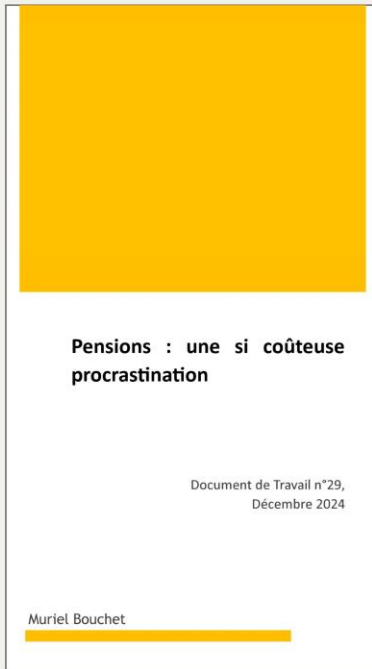 Pensions : une si coûteuse
procrastination
Document de Travail n°29,
Décembre 2024
Muriel Bouchet